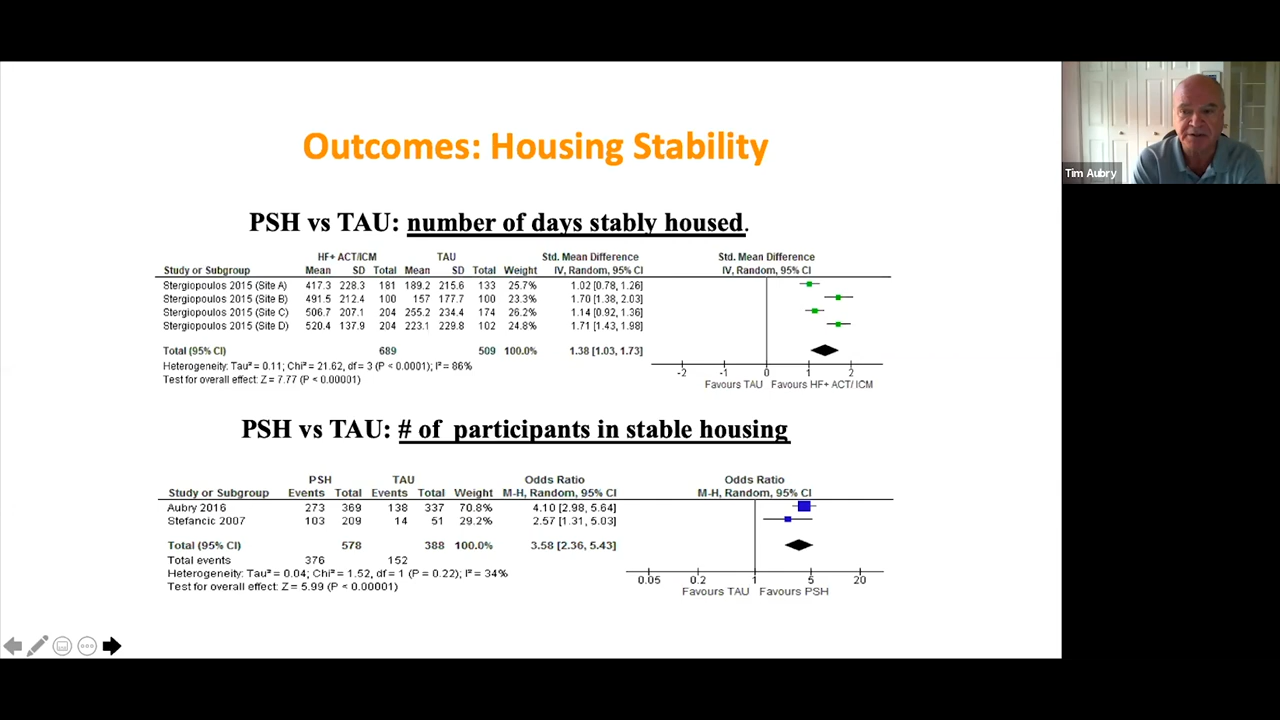 Outcomes: Housing Stability
PSH vs TAU: number of days stably housed.
HF+ ACT/ICM TAU Std. Mean Difference Std. Mean Difference
Study or Subgroup Mean SD Total Mean SD Total Weight IV, Random, 95% CI IV, Random, 95% CI
Stergiopoulos 2015 (Site A) 417.3 228.3 181 189.2 215.6 133 25.7% 1.02 [0.78, 1.26]
Stergiopoulos 2015 (Site B) 491.5 212.4 100 157 177.7 100 23.3% 1.70 [1.38, 2.03]
Stergiopoulos 2015 (Site C) 506.7 207.1 204 255.2 234.4 174 26.2% 1.14 [0.92, 1.36]
Stergiopoulos 2015 (Site D) 520.4 137.9 204 223.1 229.8 102 24.8% 1.71 [1.43, 1.98]
Total (95% CI) 689 509 100.0% 1.38 [1.03, 1.73]
Heterogeneity: Tau² = 0.11; Chi² = 21.62, df = 3 (P < 0.0001); I² = 86%
Test for overall effect: Z = 7.77 (P < 0.00001)
-2 -1 0 1 2
Favours TAU Favours HF+ ACT/ ICM
PSH vs TAU: # of participants in stable housing
PSH TAU Odds Ratio Odds Ratio
Study or Subgroup Events Total Events Total Weight M-H, Random, 95% CI M-H, Random, 95% CI
Aubry 2016 273 369 138 337 70.8% 4.10 [2.98, 5.64]
Stefancic 2007 103 209 14 51 29.2% 2.57 [1.31, 5.03]
Total (95% CI) 578 388 100.0% 3.58 [2.36, 5.43]
Total events 376 152
Heterogeneity: Tau² = 0.04; Chi² = 1.52, df = 1 (P = 0.22); I² = 34%
Test for overall effect: Z = 5.99 (P < 0.00001)
0.05 0.2 1 5 20
Favours TAU Favours PSH
Tim Aubry